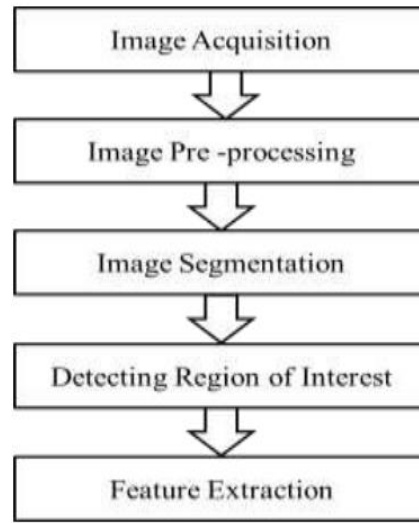 Image Acquisition
Image Pre -processing
Image Segmentation
Detecting Region of Interest
Feature Extraction